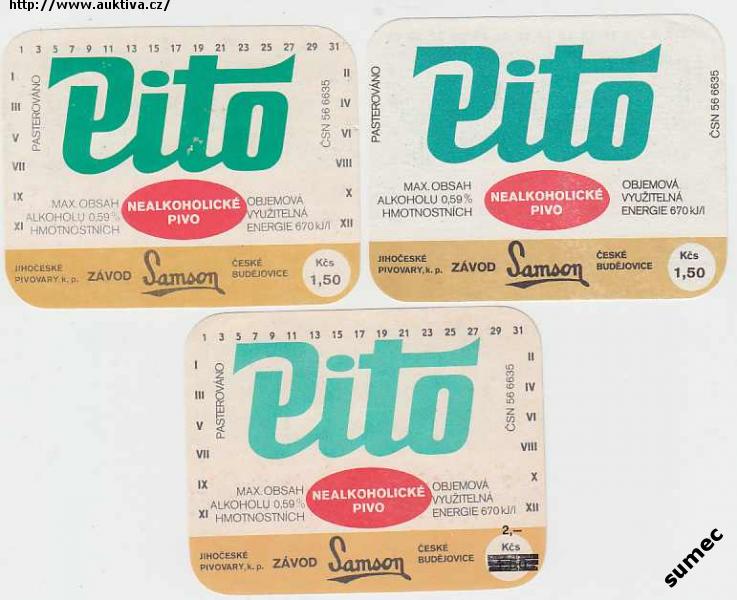 http://www.auktiva.cz/
1 3 5 7 9 11 13 15 17 19 21 23 25 27 29 31
I
III
V
VII
IX
XI
PASTEROVÁNO
Pito
ČSN 56 6635
II
IV
VI
VIII
X
XII
MAX. OBSAH
ALKOHOLU 0,59%
HMOTNOSTNÍCH
NEALKOHOLICKÉ
PIVO
OBJEMOVÁ
VYUŽITELNÁ
ENERGIE 670 kJ/l
JIHOČESKÉ
PIVOVARY, k. p.
ZÁVOD
Samson
ČESKÉ
BUDĚJOVICE
Kčs
1,50
PASTEROVÁNO
Pito
ČSN 56 6635
MAX. OBSAH
ALKOHOLU 0,59%
HMOTNOSTNÍCH
NEALKOHOLICKÉ
PIVO
OBJEMOVÁ
VYUŽITELNÁ
ENERGIE 670 kJ/l
JIHOČESKÉ
PIVOVARY, k. p.
ZÁVOD
Samson
ČESKÉ
BUDĚJOVICE
Kčs
1,50
1 3 5 7 9 11 13 15 17 19 21 23 25 27 29 31
I
III
V
VII
IX
XI
PASTEROVÁNO
Pito
ČSN 56 6635
II
IV
VI
VIII
X
XII
MAX. OBSAH
ALKOHOLU 0,59%
HMOTNOSTNÍCH
NEALKOHOLICKÉ
PIVO
OBJEMOVÁ
VYUŽITELNÁ
ENERGIE 670 kJ/l
JIHOČESKÉ
PIVOVARY, k. p.
ZÁVOD
Samson
ČESKÉ
BUDĚJOVICE
2,–
Kčs
sumec